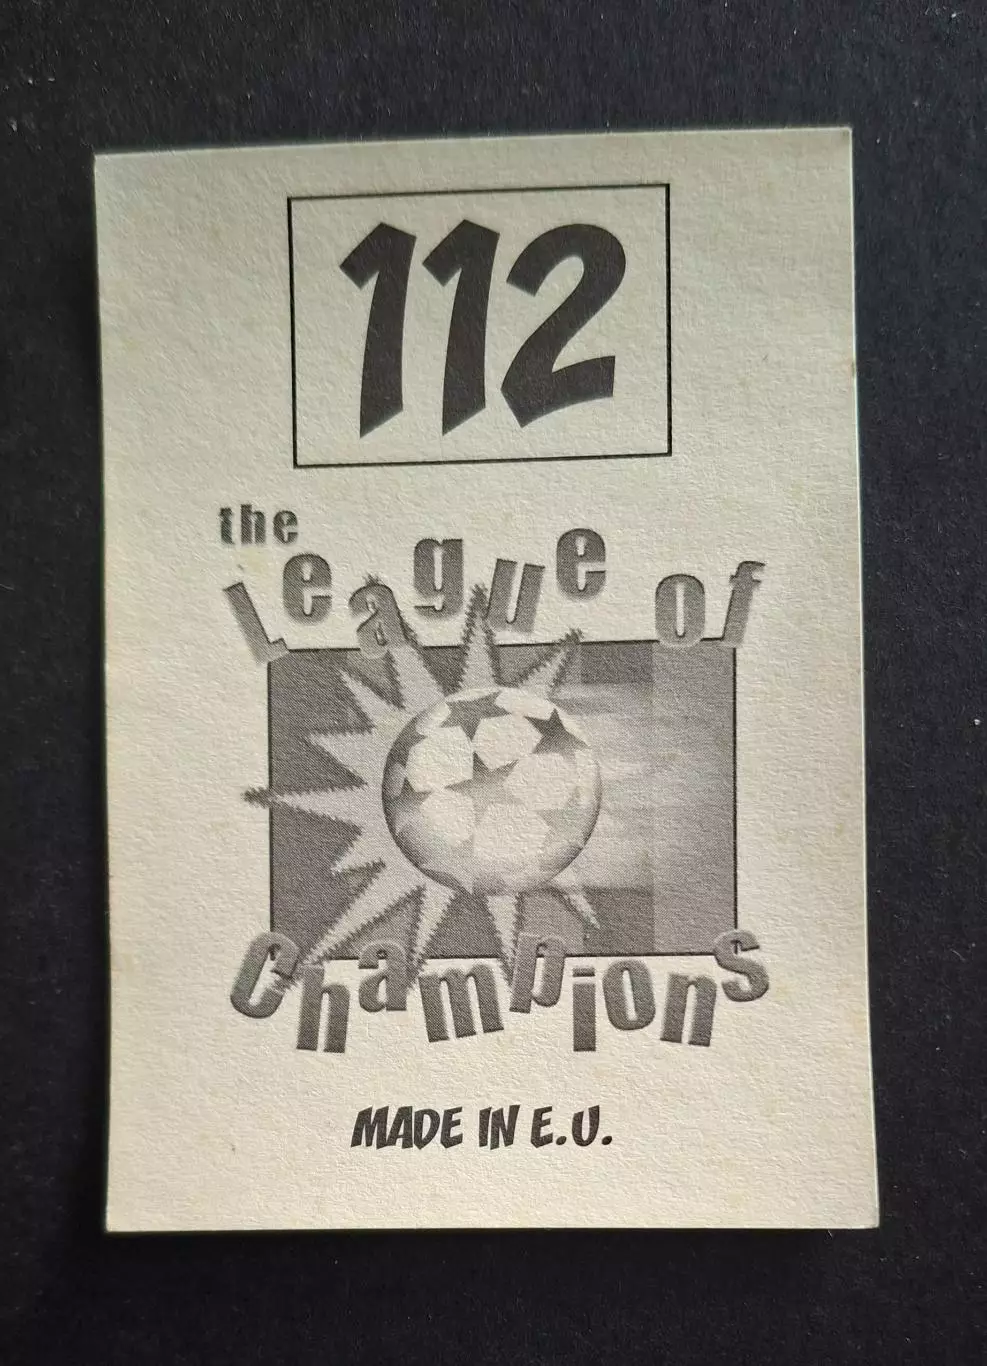 112
the
League of
Champions
MADE IN E.U.